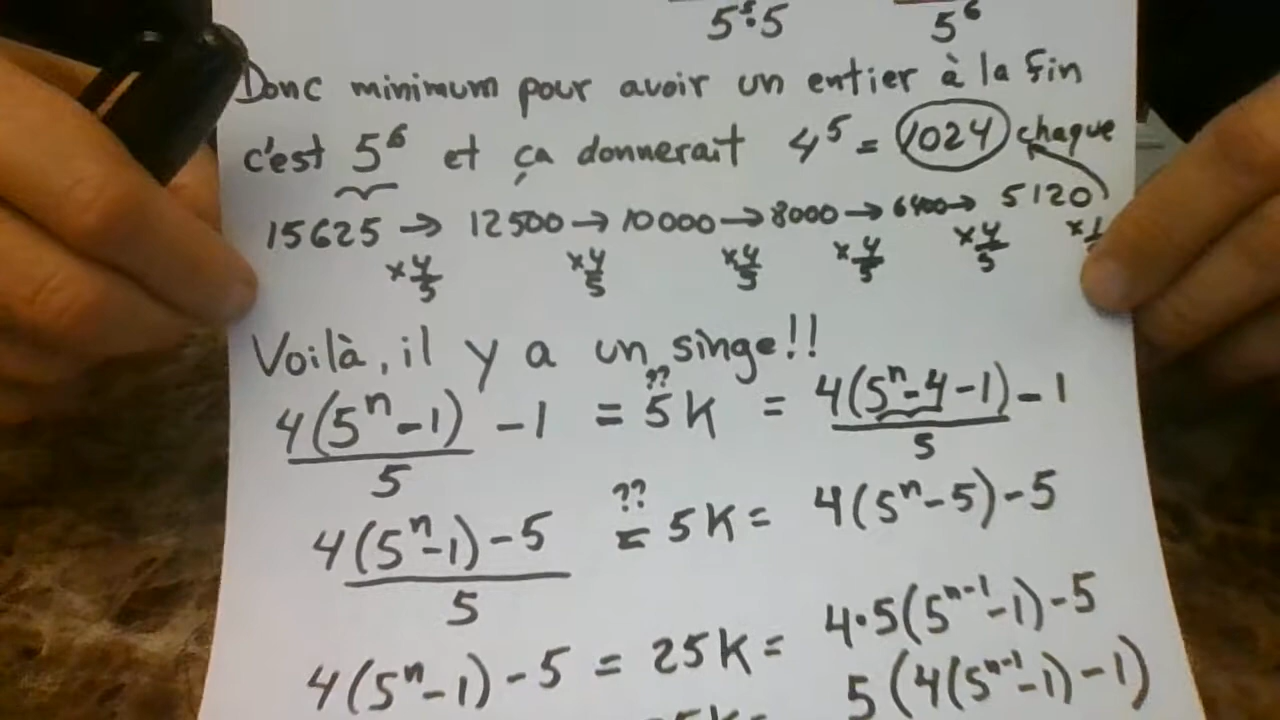 5⁵·5 5⁶
Donc minimum pour avoir un entier à la fin
c'est 5⁶ et ça donnerait 4⁵ = 1024 chaque
15625 → 12500 → 10000 → 8000 → 6400 → 5120
×4/5 ×4/5 ×4/5 ×4/5 ×4/5
Voilà, il y a un singe!!
4(5ⁿ-1)/5 -1 =?? 5K = 4(5ⁿ-4-1)/5 -1
(4(5ⁿ-1)-5)/5 =?? 5K = 4(5ⁿ-5)-5
4(5ⁿ-1)-5 = 25K = 4·5(5ⁿ⁻¹-1)-5
5(4(5ⁿ⁻¹-1)-1)